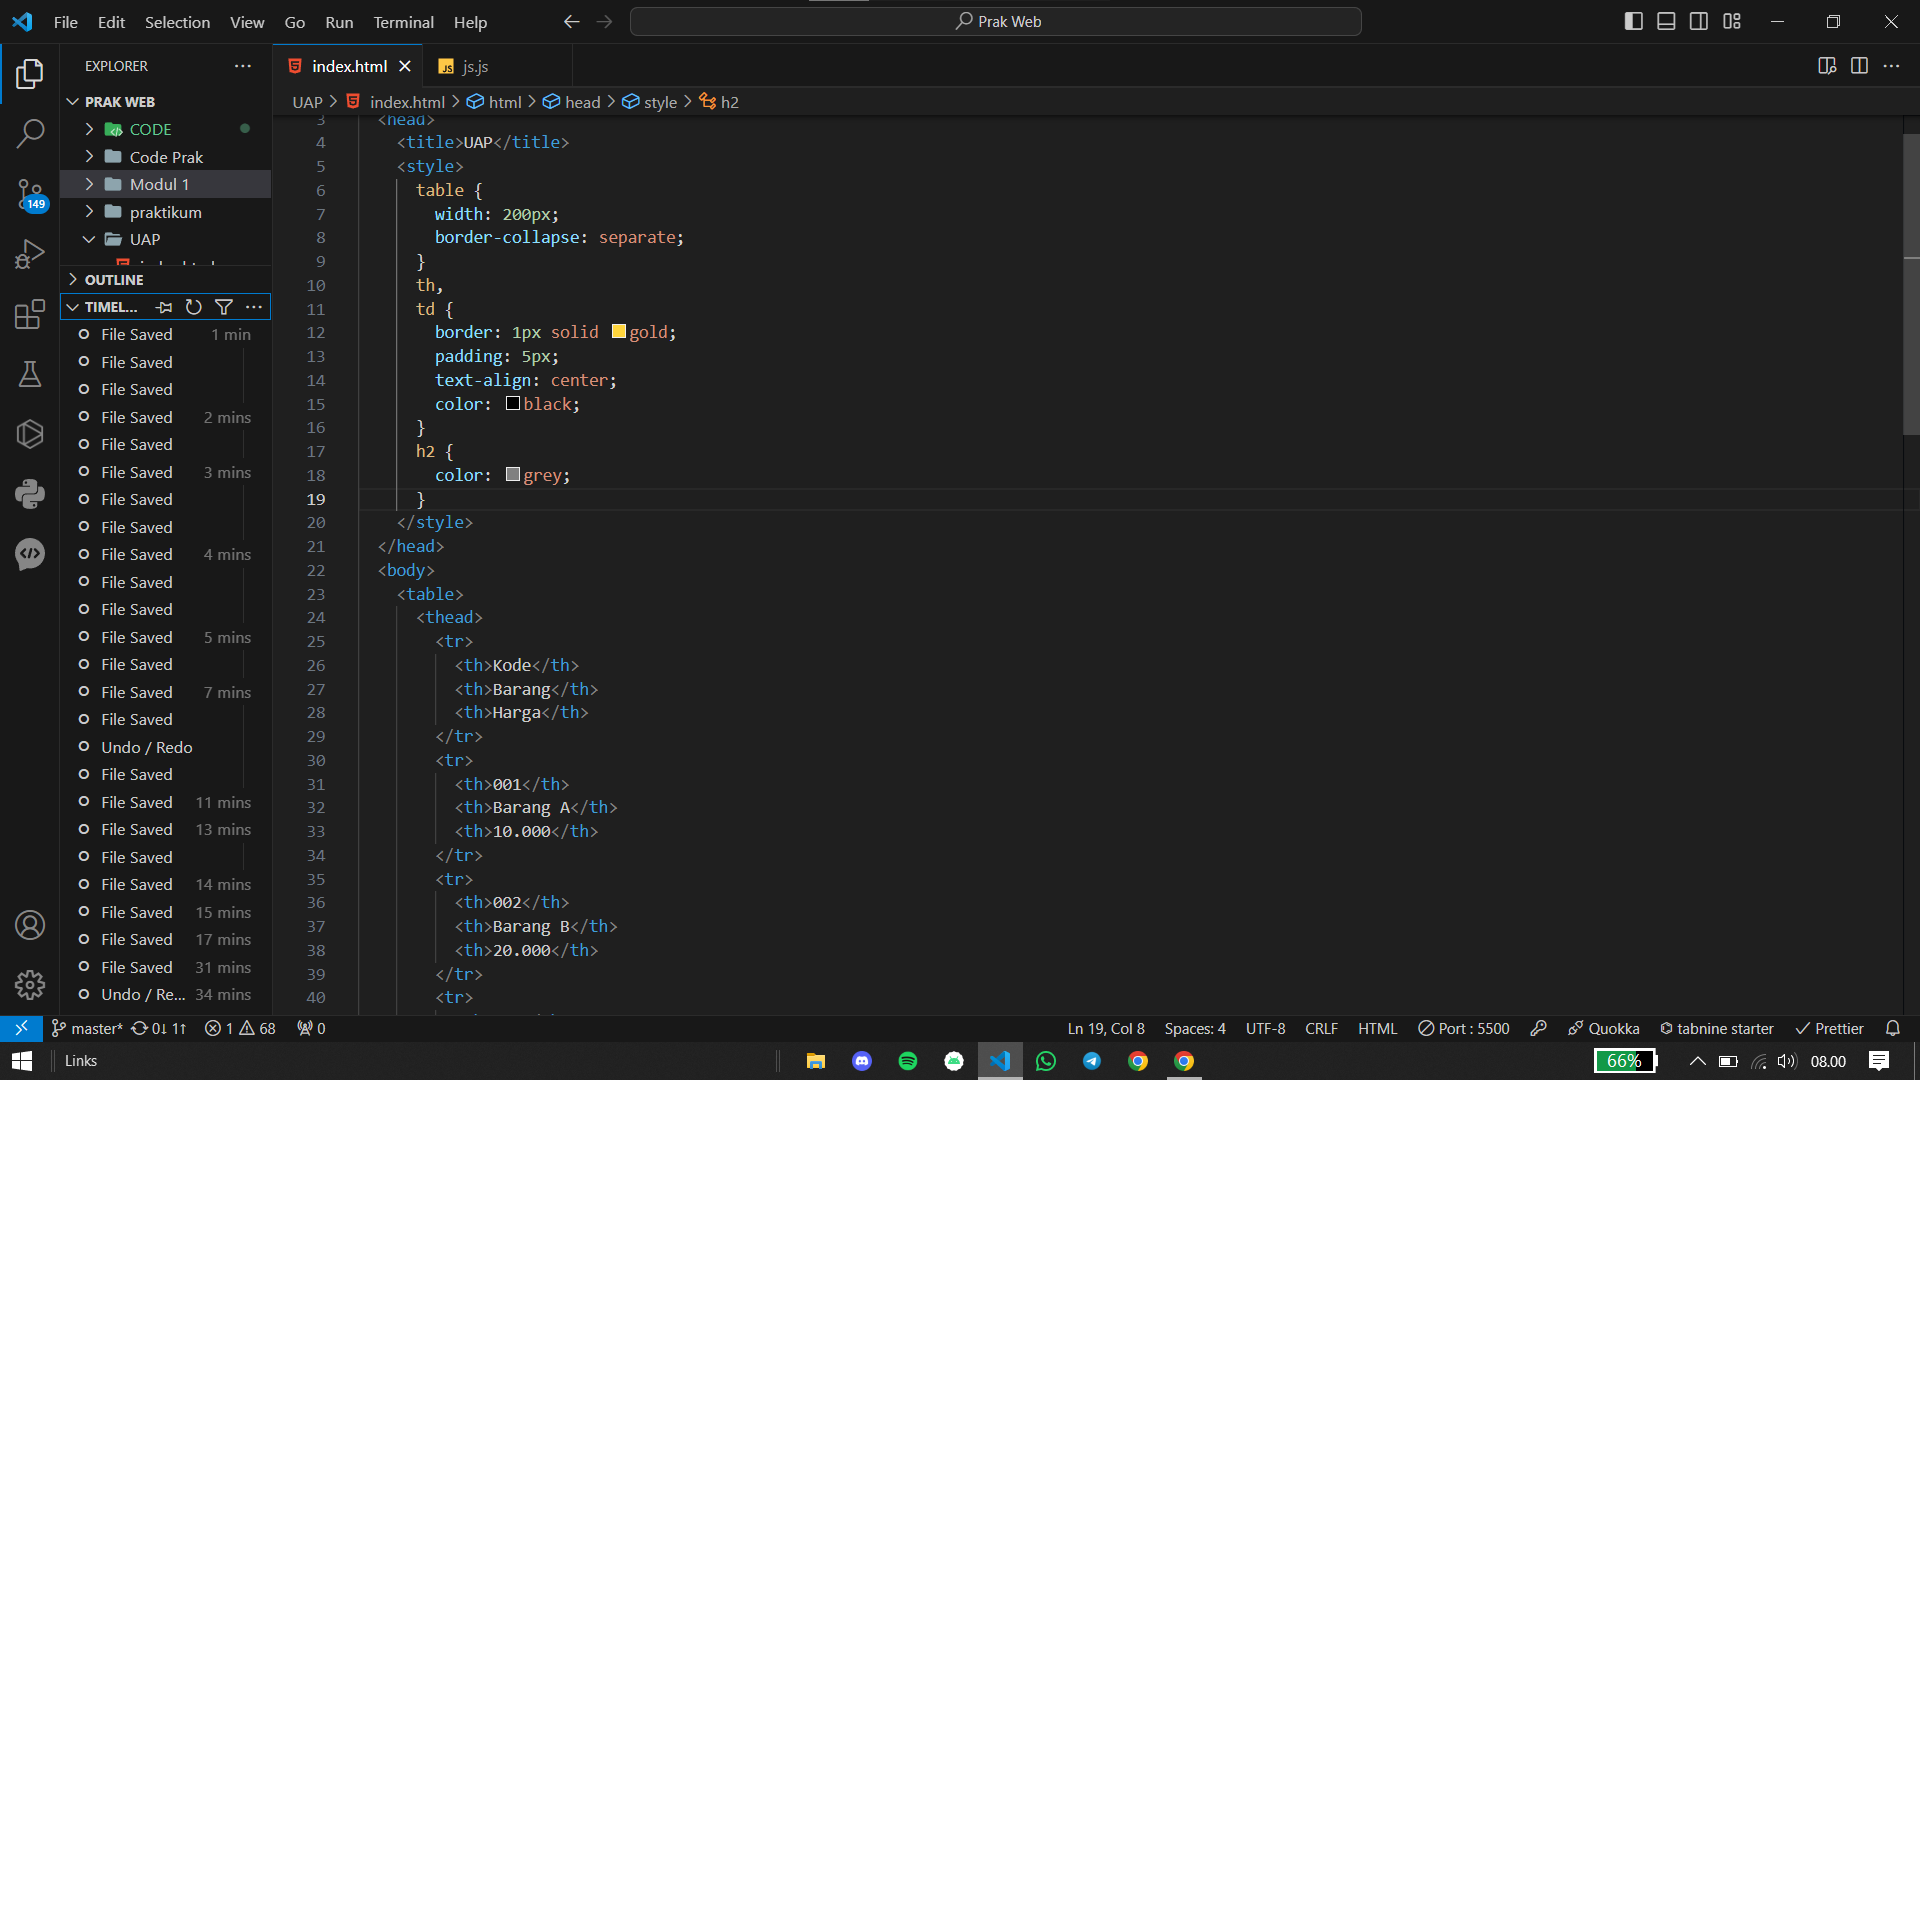 File Edit Selection View Go Run Terminal Help
Prak Web
EXPLORER
PRAK WEB
CODE
Code Prak
Modul 1
praktikum
UAP
OUTLINE
TIMEL...
File Saved 1 min
File Saved
File Saved
File Saved 2 mins
File Saved
File Saved 3 mins
File Saved
File Saved
File Saved 4 mins
File Saved
File Saved
File Saved 5 mins
File Saved
File Saved 7 mins
File Saved
Undo / Redo
File Saved
File Saved 11 mins
File Saved 13 mins
File Saved
File Saved 14 mins
File Saved 15 mins
File Saved 17 mins
File Saved 31 mins
Undo / Re... 34 mins
149
index.html
js.js
UAP > index.html > html > head > style > h2
3 <head>
4 <title>UAP</title>
5 <style>
6 table {
7 width: 200px;
8 border-collapse: separate;
9 }
10 th,
11 td {
12 border: 1px solid gold;
13 padding: 5px;
14 text-align: center;
15 color: black;
16 }
17 h2 {
18 color: grey;
19 }
20 </style>
21 </head>
22 <body>
23 <table>
24 <thead>
25 <tr>
26 <th>Kode</th>
27 <th>Barang</th>
28 <th>Harga</th>
29 </tr>
30 <tr>
31 <th>001</th>
32 <th>Barang A</th>
33 <th>10.000</th>
34 </tr>
35 <tr>
36 <th>002</th>
37 <th>Barang B</th>
38 <th>20.000</th>
39 </tr>
40 <tr>
master* 0↓ 1↑ 1 68 0
Ln 19, Col 8 Spaces: 4 UTF-8 CRLF HTML Port : 5500 Quokka tabnine starter Prettier
Links
66% 08.00